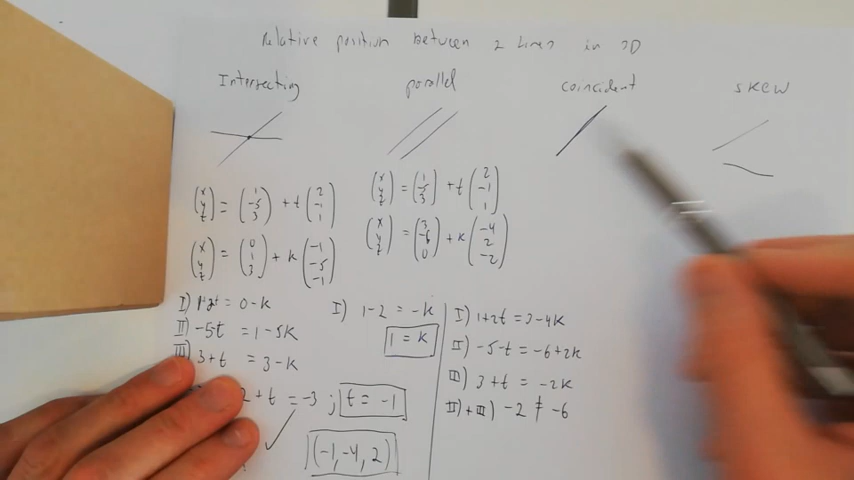 Relative position between 2 lines in 3D
Intersecting parallel coincident skew
(x y z) = (1 -5 3) + t (2 -1 1)
(x y z) = (0 1 3) + k (-1 -5 -1)
(x y z) = (1 -5 3) + t (2 -1 1)
(x y z) = (3 -6 0) + k (-4 2 -2)
I) 1+2t = 0-k
II) -5-t = 1-5k
III) 3+t = 3-k
2+t = -3 ; t = -1
(-1, -4, 2)
I) 1-2 = -k
1 = k
I) 1+2t = 3-4k
II) -5-t = -6+2k
III) 3+t = -2k
II)+III) -2 ≠ -6